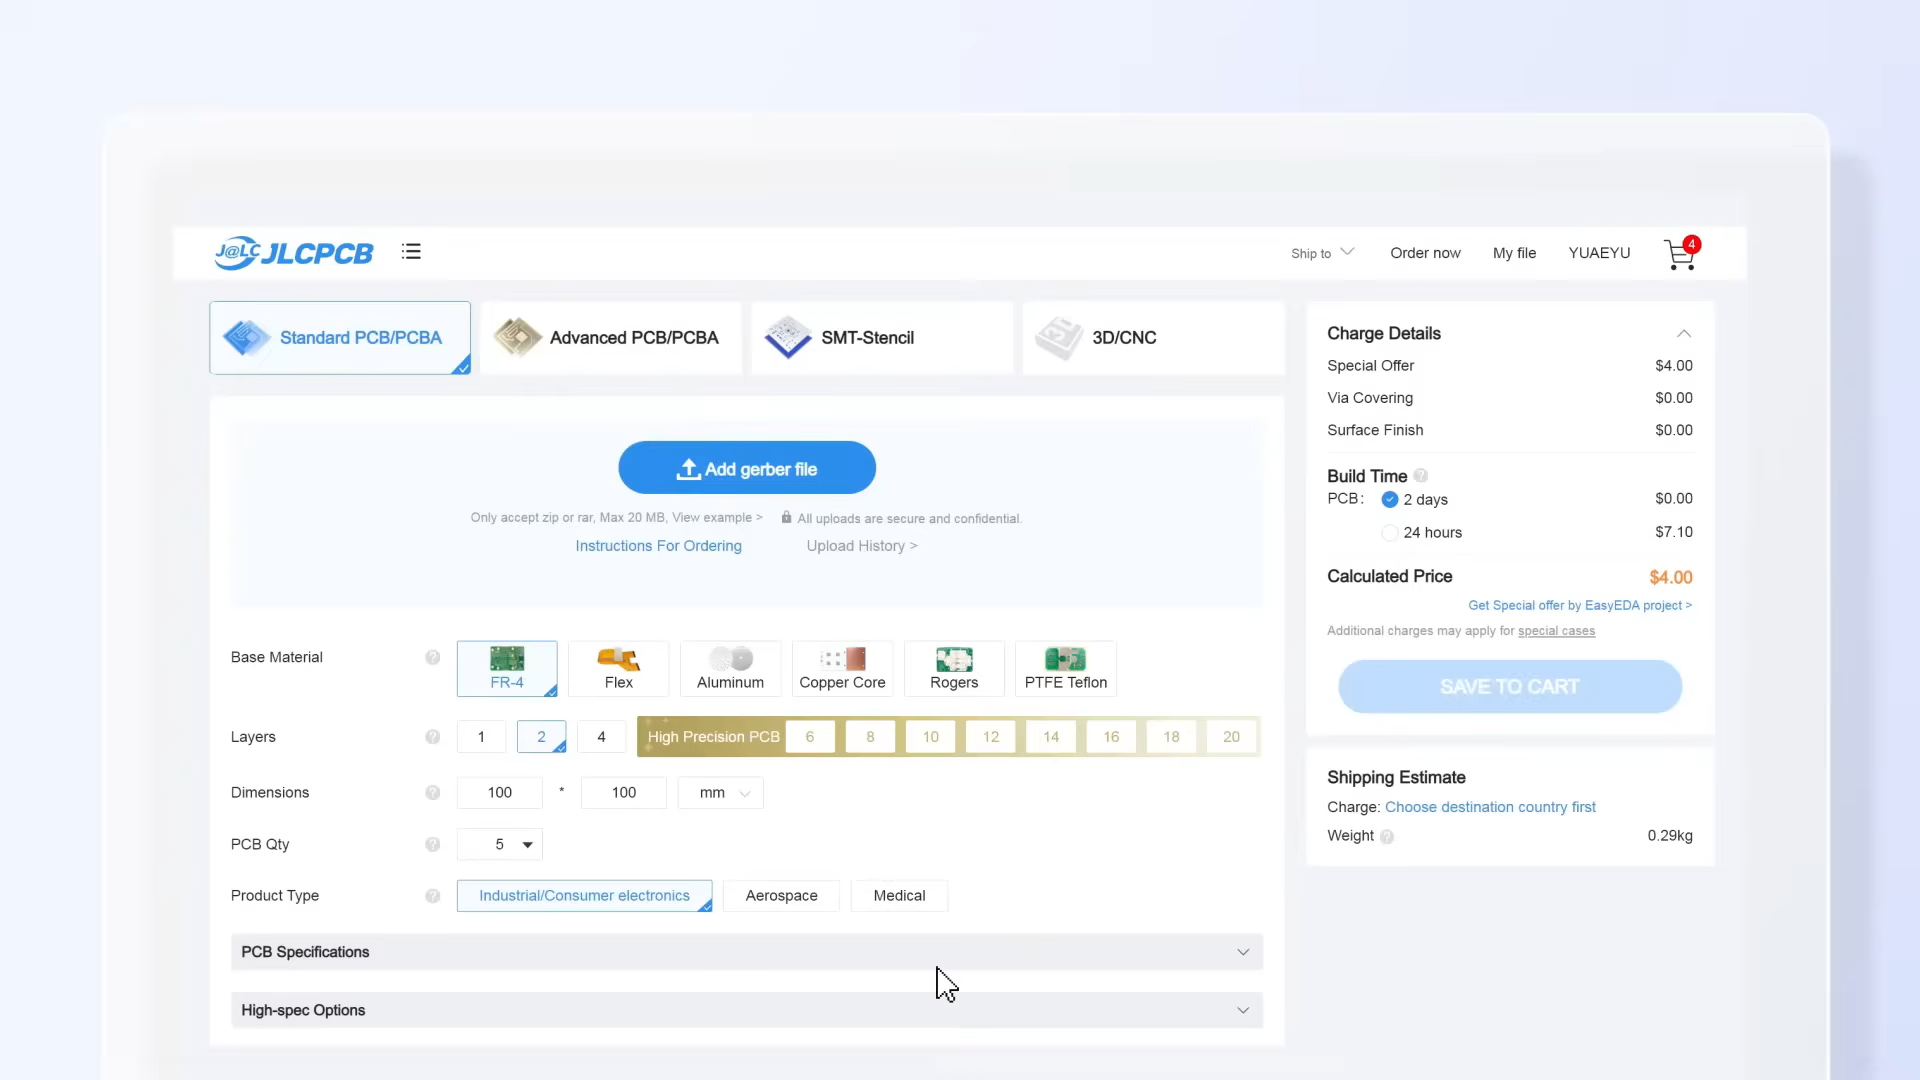 J@LC JLCPCB
Ship to
Order now
My file
YUAEYU
4
Standard PCB/PCBA
Advanced PCB/PCBA
SMT-Stencil
3D/CNC
Add gerber file
Only accept zip or rar, Max 20 MB, View example >
All uploads are secure and confidential.
Instructions For Ordering
Upload History >
Base Material
?
FR-4
Flex
Aluminum
Copper Core
Rogers
PTFE Teflon
Layers
?
1
2
4
High Precision PCB
6
8
10
12
14
16
18
20
Dimensions
?
100
*
100
mm
PCB Qty
?
5
Product Type
?
Industrial/Consumer electronics
Aerospace
Medical
PCB Specifications
High-spec Options
Charge Details
Special Offer $4.00
Via Covering $0.00
Surface Finish $0.00
Build Time ?
PCB: 2 days $0.00
24 hours $7.10
Calculated Price $4.00
Get Special offer by EasyEDA project >
Additional charges may apply for special cases
SAVE TO CART
Shipping Estimate
Charge: Choose destination country first
Weight ? 0.29kg